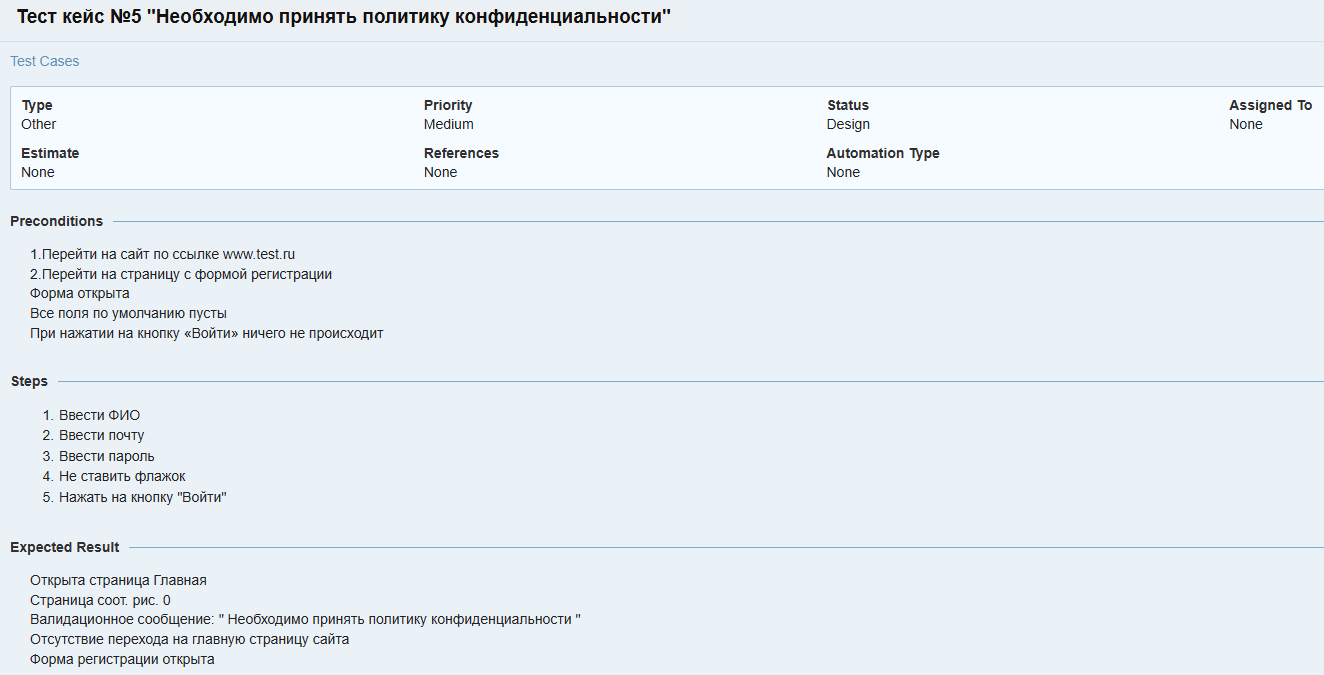 Тест кейс №5 "Необходимо принять политику конфиденциальности"
Test Cases
Type Priority Status Assigned To
Other Medium Design None
Estimate References Automation Type
None None None
Preconditions
1.Перейти на сайт по ссылке www.test.ru
2.Перейти на страницу с формой регистрации
Форма открыта
Все поля по умолчанию пусты
При нажатии на кнопку «Войти» ничего не происходит
Steps
1. Ввести ФИО
2. Ввести почту
3. Ввести пароль
4. Не ставить флажок
5. Нажать на кнопку "Войти"
Expected Result
Открыта страница Главная
Страница соот. рис. 0
Валидационное сообщение: " Необходимо принять политику конфиденциальности "
Отсутствие перехода на главную страницу сайта
Форма регистрации открыта